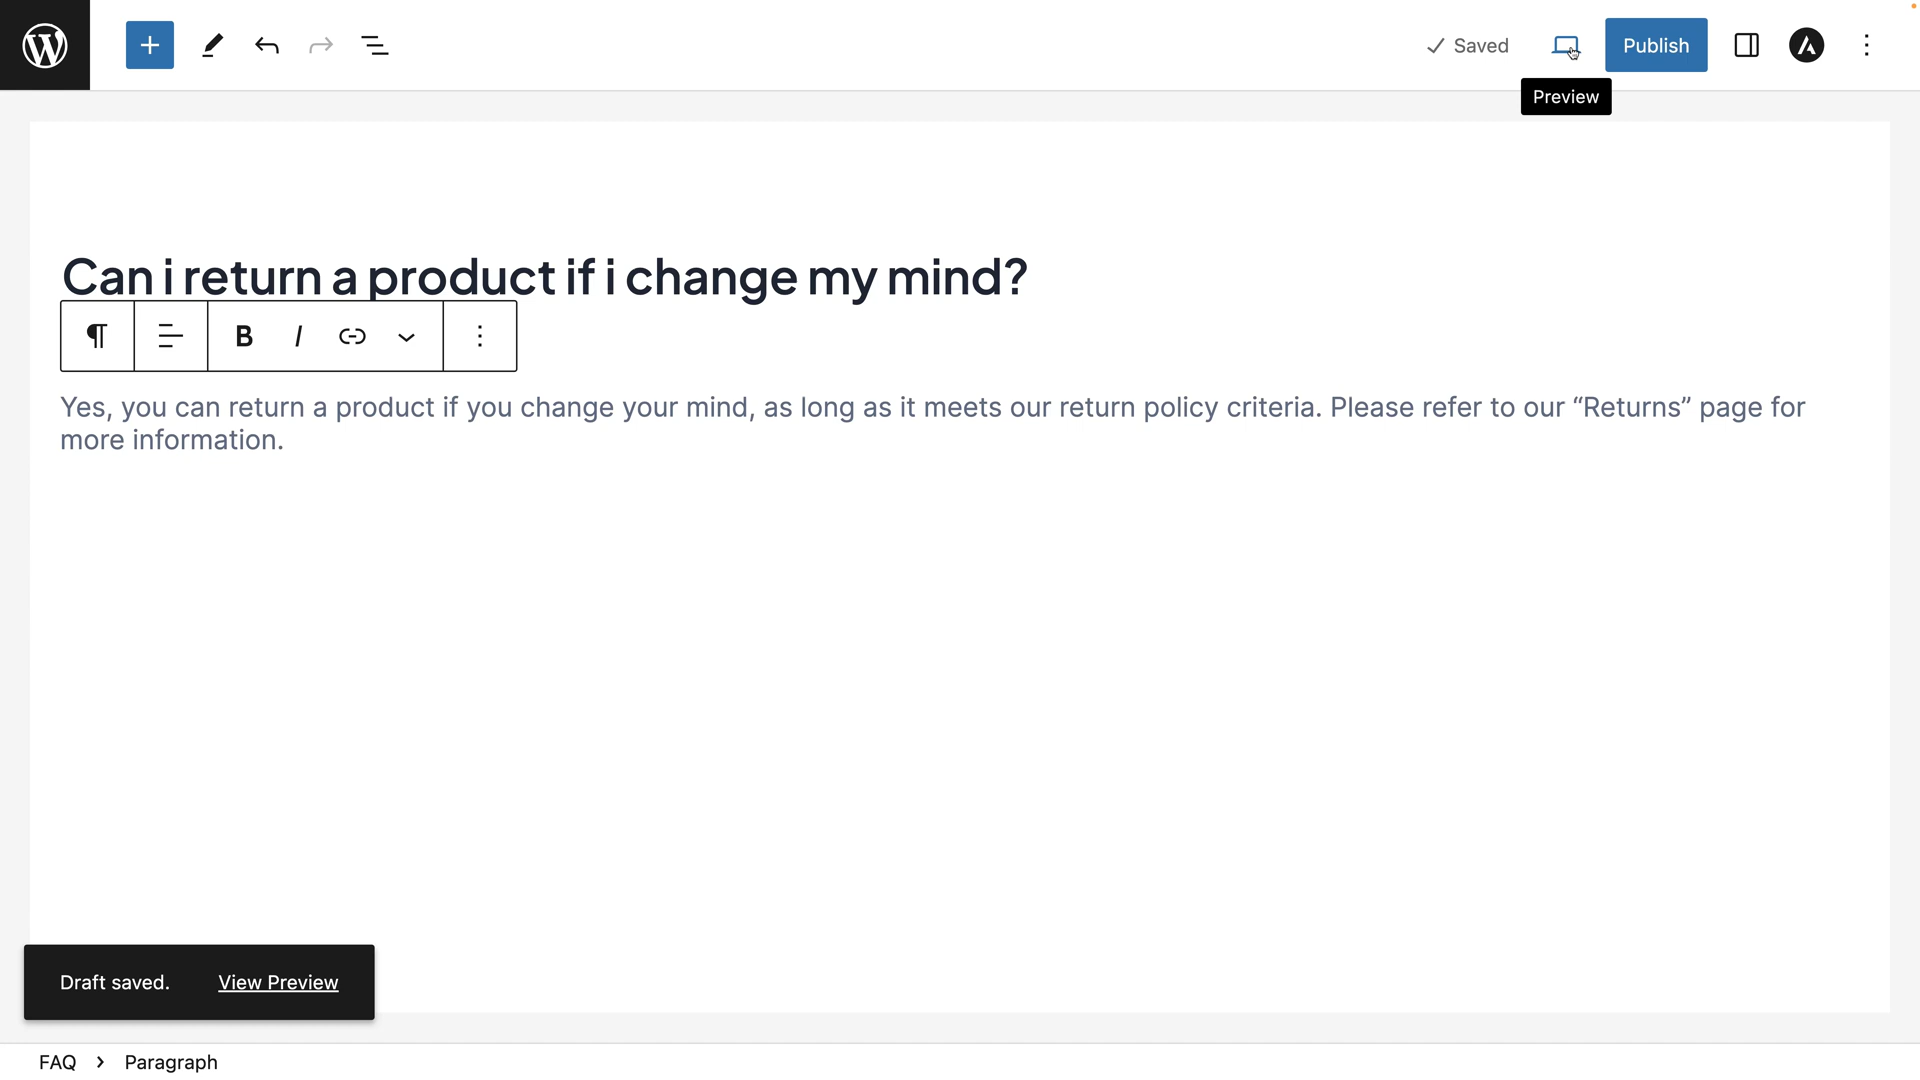 Saved
Publish
Preview
Can i return a product if i change my mind?
B I
Yes, you can return a product if you change your mind, as long as it meets our return policy criteria. Please refer to our “Returns” page for
more information.
Draft saved. View Preview
FAQ > Paragraph